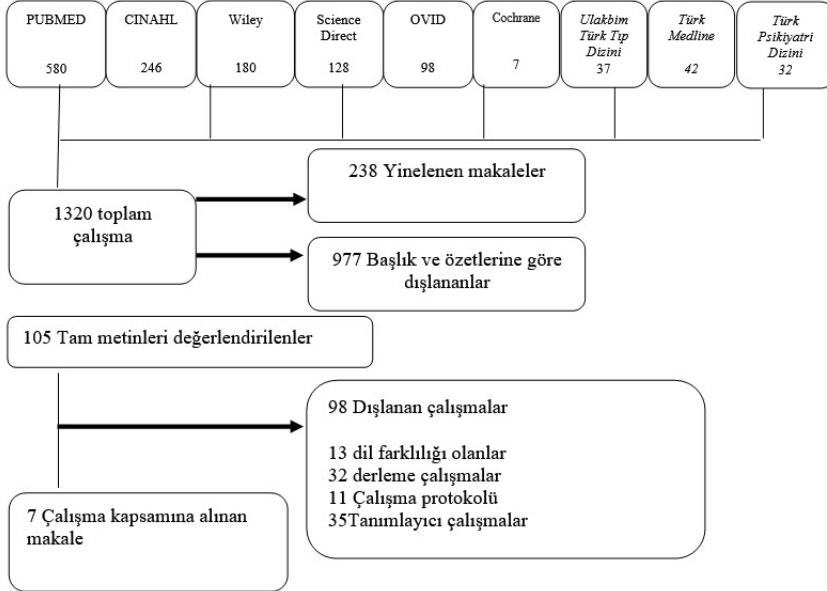 PUBMED
580
CINAHL
246
Wiley
180
Science
Direct
128
OVID
98
Cochrane
7
Ulakbim
Türk Tıp
Dizini
37
Türk
Medline
42
Türk
Psikiyatri
Dizini
32
238 Yinelenen makaleler
1320 toplam
çalışma
977 Başlık ve özetlerine göre
dışlananlar
105 Tam metinleri değerlendirilenler
98 Dışlanan çalışmalar
13 dil farklılığı olanlar
32 derleme çalışmalar
11 Çalışma protokolü
35Tanımlayıcı çalışmalar
7 Çalışma kapsamına alınan
makale